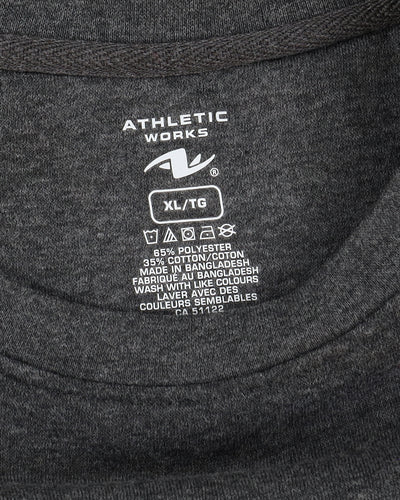 ATHLETIC
WORKS
®
XL/TG
65% POLYESTER
35% COTTON/COTON
MADE IN BANGLADESH
FABRIQUÉ AU BANGLADESH
WASH WITH LIKE COLOURS
LAVER AVEC DES
COULEURS SEMBLABLES
CA 51122